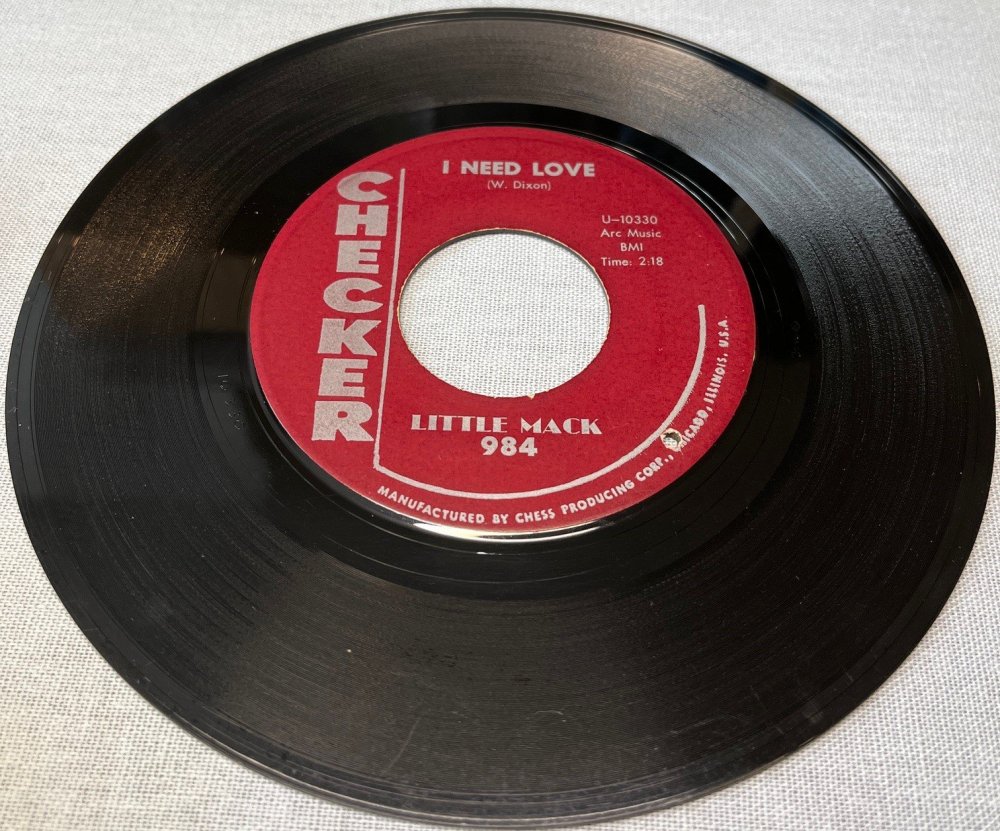 CHECKER
I NEED LOVE
(W. Dixon)
U-10330
Arc Music
BMI
Time: 2:18
LITTLE MACK
984
MANUFACTURED BY CHESS PRODUCING CORP., CHICAGO, ILLINOIS, U.S.A.